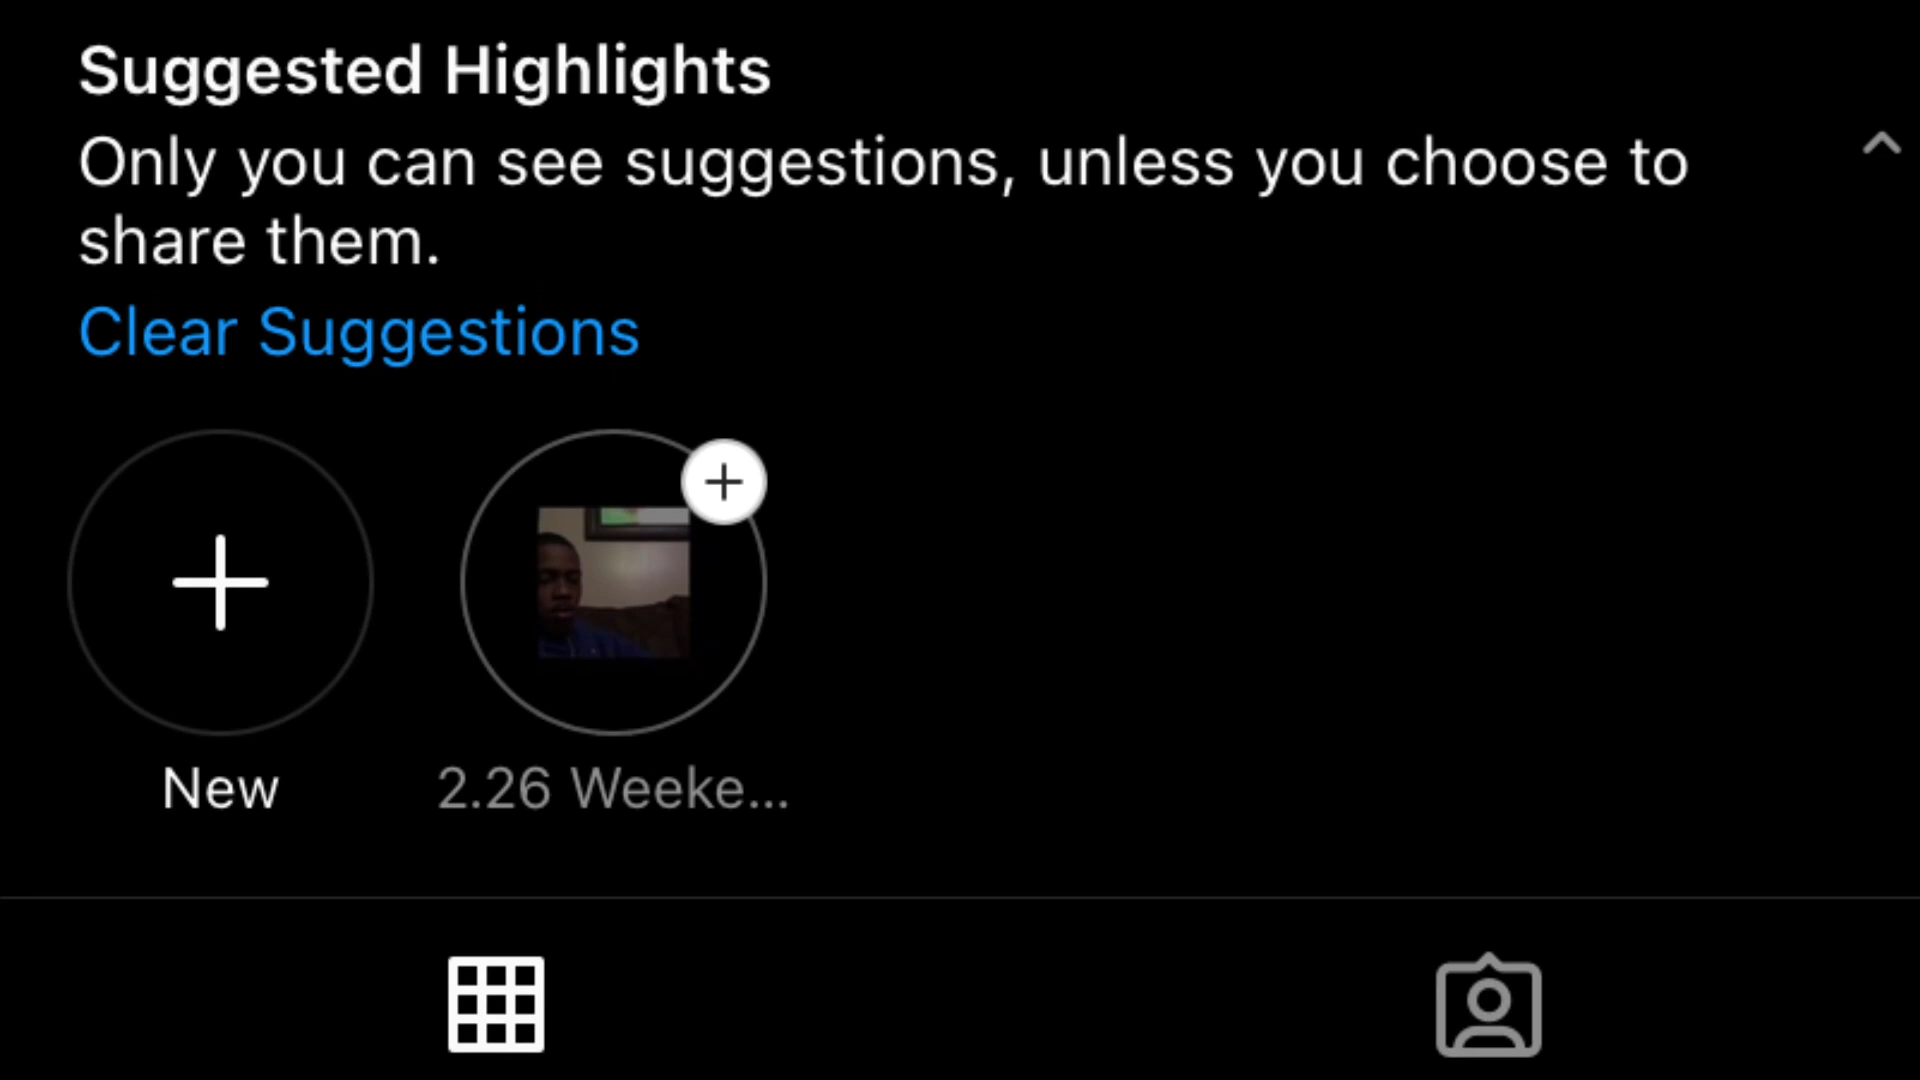 Suggested Highlights
Only you can see suggestions, unless you choose to
share them.
Clear Suggestions
New
2.26 Weeke...